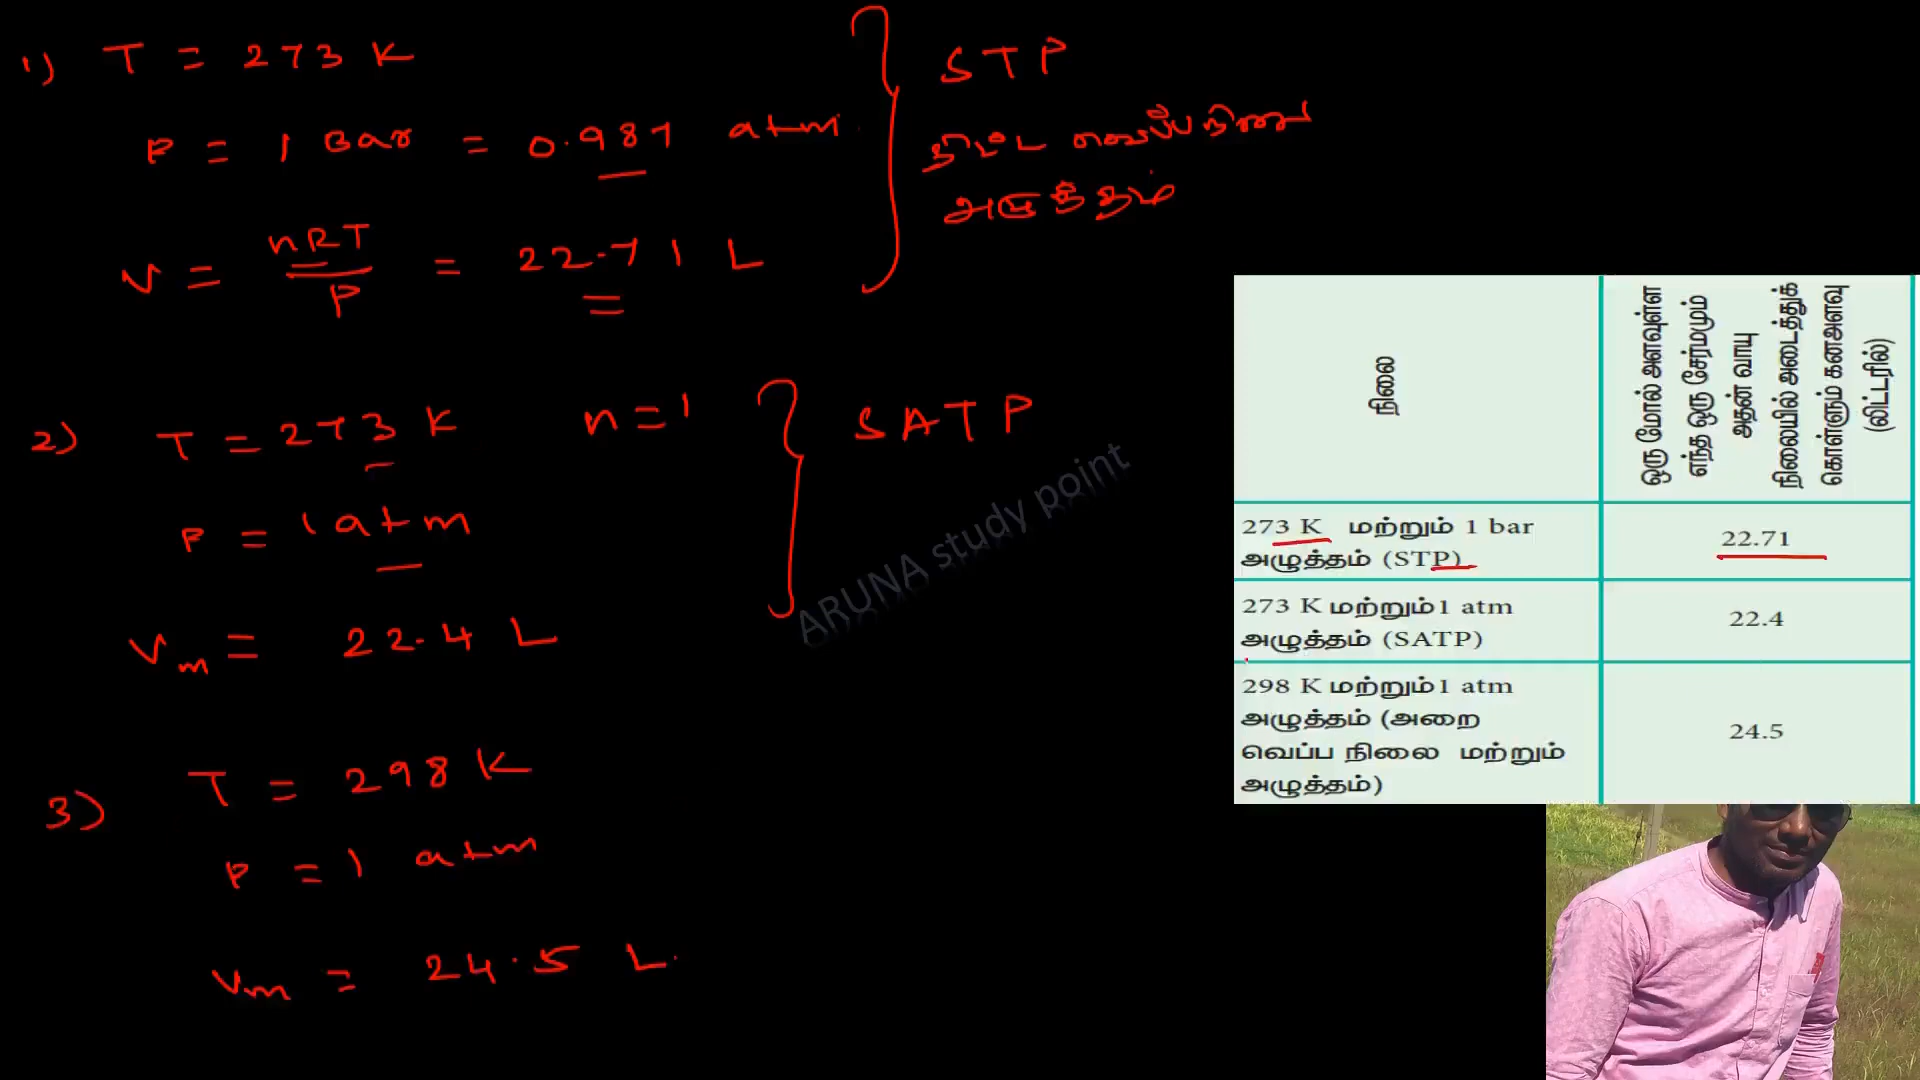 1) T = 273 K
P = 1 Bar = 0.987 atm.
V = nRT / P = 22.71 L
STP
திட்ட வெப்பநிலை
அழுத்தம்
2) T = 273 K n = 1
P = 1 atm
Vm = 22.4 L
SATP
3) T = 298 K
P = 1 atm
Vm = 24.5 L.
ARUNA study point
நிலை
ஒரு மோல் அளவுள்ள
எந்த ஒரு சேர்மமும்
அதன் வாயு
நிலையில் அடைத்துக்
கொள்ளும் கனஅளவு
(லிட்டரில்)
273 K மற்றும் 1 bar
அழுத்தம் (STP)
22.71
273 K மற்றும் 1 atm
அழுத்தம் (SATP)
22.4
298 K மற்றும் 1 atm
அழுத்தம் (அறை
வெப்ப நிலை மற்றும்
அழுத்தம்)
24.5